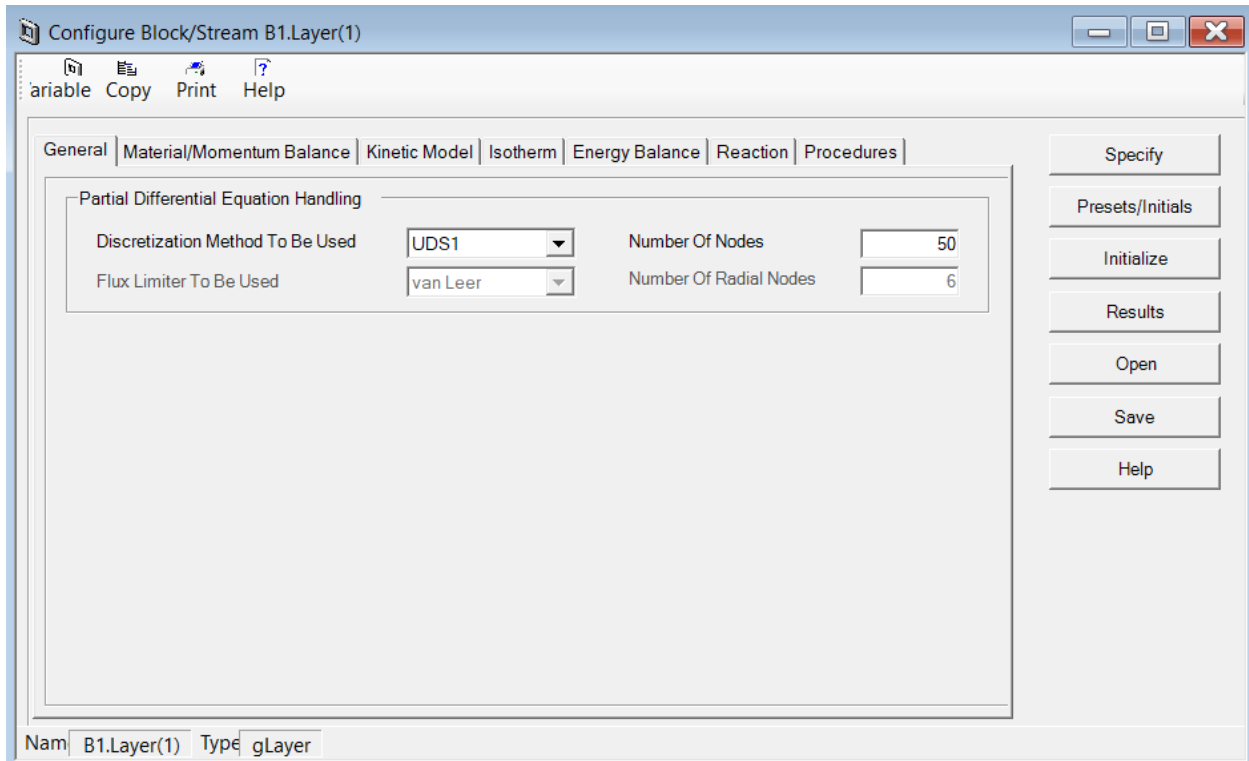 Configure Block/Stream B1.Layer(1)
ariable Copy Print Help
General Material/Momentum Balance Kinetic Model Isotherm Energy Balance Reaction Procedures
Partial Differential Equation Handling
Discretization Method To Be Used UDS1 Number Of Nodes 50
Flux Limiter To Be Used van Leer Number Of Radial Nodes 6
Specify
Presets/Initials
Initialize
Results
Open
Save
Help
Nam B1.Layer(1) Type gLayer